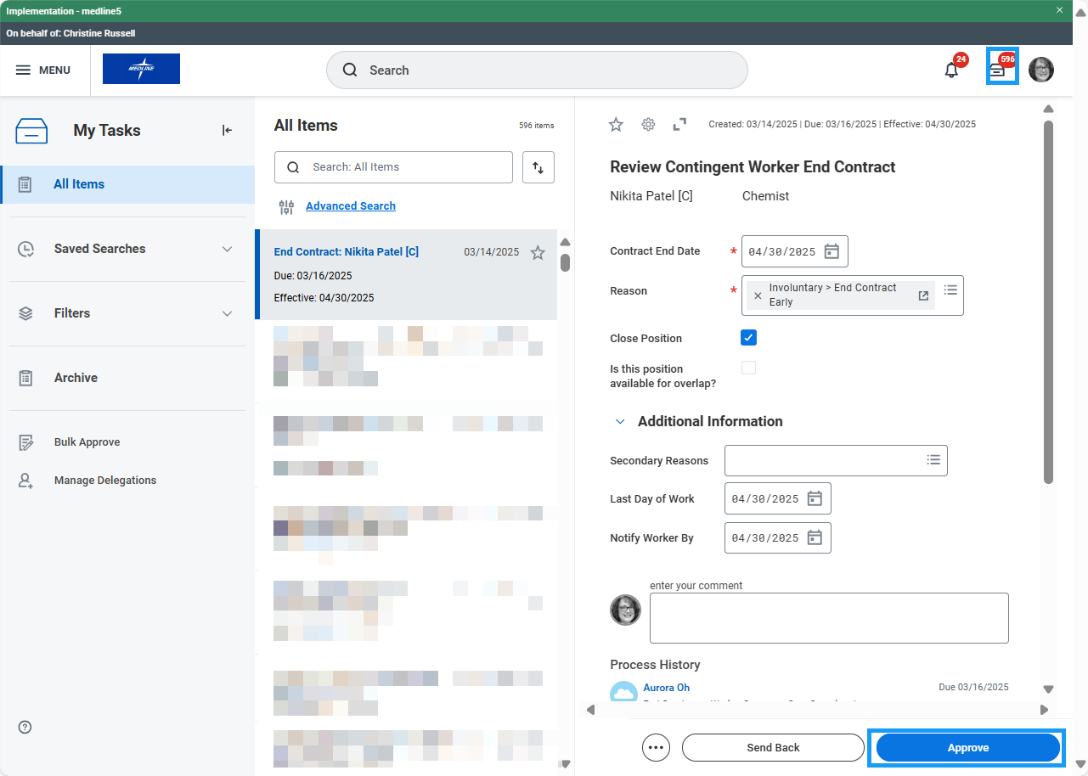 Implementation - medline5
On behalf of: Christine Russell
MENU
MEDLINE
Search
24
596
My Tasks
All Items
Saved Searches
Filters
Archive
Bulk Approve
Manage Delegations
All Items
596 items
Search: All Items
Advanced Search
End Contract: Nikita Patel [C]
03/14/2025
Due: 03/16/2025
Effective: 04/30/2025
Created: 03/14/2025 | Due: 03/16/2025 | Effective: 04/30/2025
Review Contingent Worker End Contract
Nikita Patel [C]
Chemist
Contract End Date
* 04/30/2025
Reason
* × Involuntary > End Contract
Early
Close Position
Is this position
available for overlap?
Additional Information
Secondary Reasons
Last Day of Work
04/30/2025
Notify Worker By
04/30/2025
enter your comment
Process History
Aurora Oh
Due 03/16/2025
Send Back
Approve